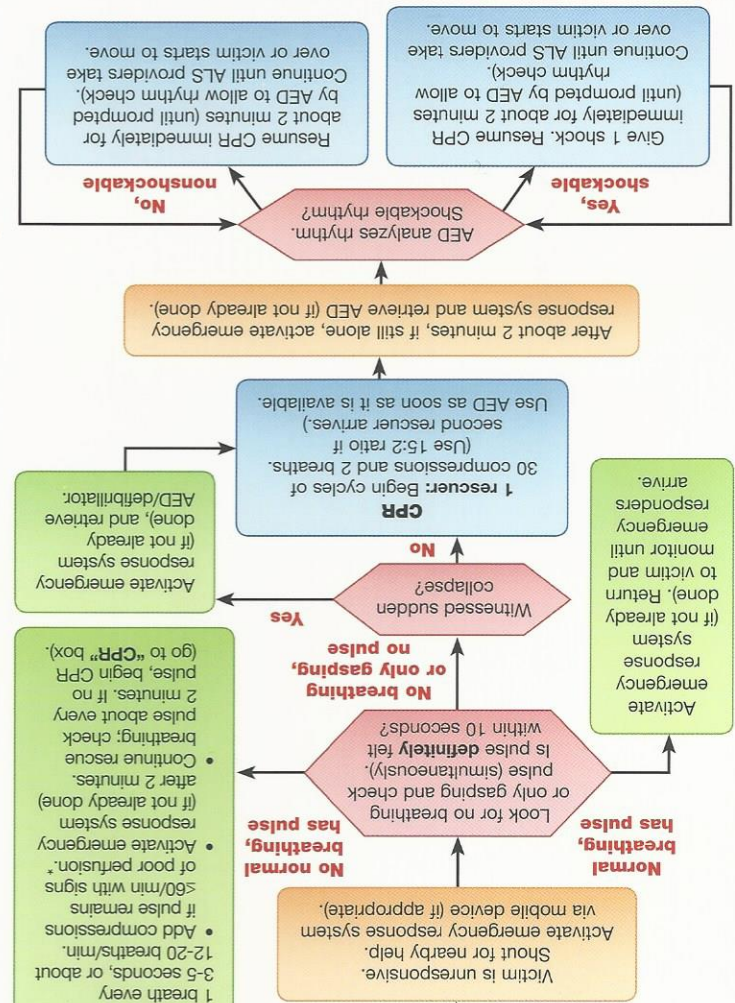 Victim is unresponsive.
Shout for nearby help.
Activate emergency response system
via mobile device (if appropriate).
Normal
breathing,
has pulse
Look for no breathing
or only gasping and check
pulse (simultaneously).
Is pulse definitely felt
within 10 seconds?
No normal
breathing,
has pulse
1 breath every
3-5 seconds, or about
12-20 breaths/min.
• Add compressions
if pulse remains
≤60/min with signs
of poor perfusion.*
• Activate emergency
response system
(if not already done)
after 2 minutes.
• Continue rescue
breathing; check
pulse about every
2 minutes. If no
pulse, begin CPR
(go to “CPR” box).
Activate
emergency
response
system
(if not already
done). Return
to victim and
monitor until
emergency
responders
arrive.
No breathing
or only gasping,
no pulse
Witnessed sudden
collapse?
Yes
Activate emergency
response system
(if not already
done), and retrieve
AED/defibrillator.
No
CPR
1 rescuer: Begin cycles of
30 compressions and 2 breaths.
(Use 15:2 ratio if
second rescuer arrives.)
Use AED as soon as it is available.
After about 2 minutes, if still alone, activate emergency
response system and retrieve AED (if not already done).
AED analyzes rhythm.
Shockable rhythm?
Yes,
shockable
No,
nonshockable
Give 1 shock. Resume CPR
immediately for about 2 minutes
(until prompted by AED to allow
rhythm check).
Continue until ALS providers take
over or victim starts to move.
Resume CPR immediately for
about 2 minutes (until prompted
by AED to allow rhythm check).
Continue until ALS providers take
over or victim starts to move.